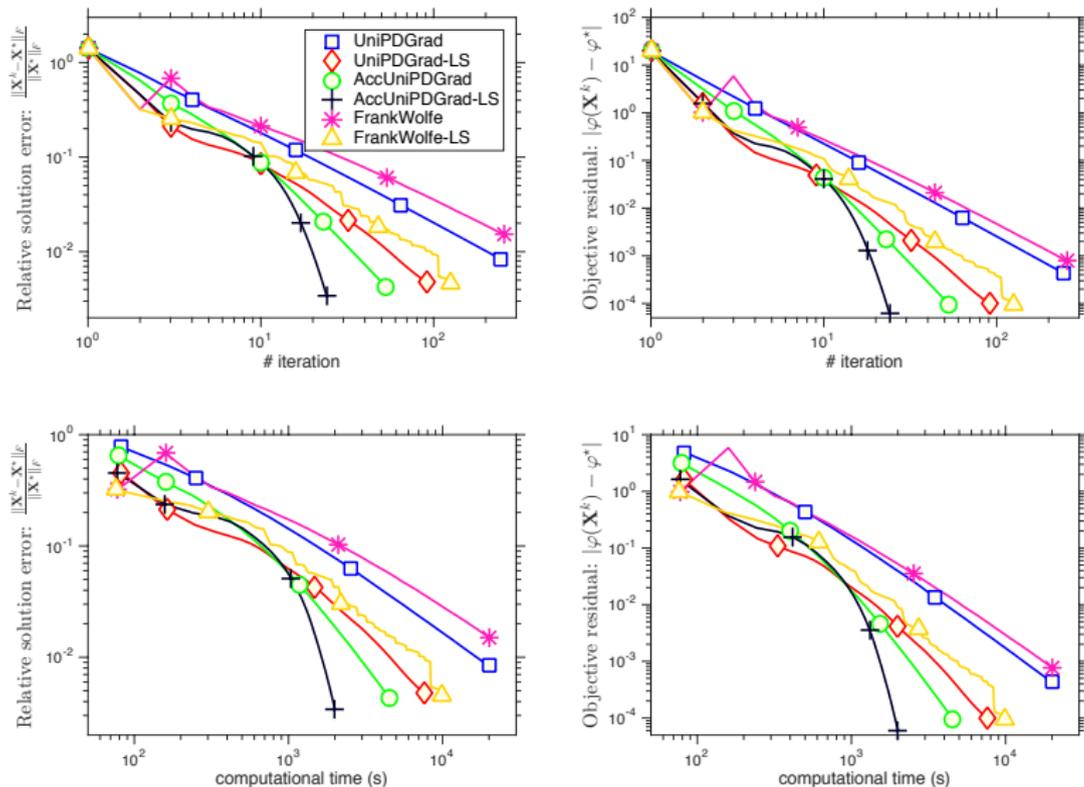 Relative solution error: ‖X^k−X*‖_F / ‖X*‖_F
10^0
10^-1
10^-2
10^0 10^1 10^2
# iteration
UniPDGrad
UniPDGrad-LS
AccUniPDGrad
AccUniPDGrad-LS
FrankWolfe
FrankWolfe-LS
Objective residual: |φ(X^k) − φ*|
10^2
10^1
10^0
10^-1
10^-2
10^-3
10^-4
10^0 10^1 10^2
# iteration
Relative solution error: ‖X^k−X*‖_F / ‖X*‖_F
10^0
10^-1
10^-2
10^2 10^3 10^4
computational time (s)
Objective residual: |φ(X^k) − φ*|
10^1
10^0
10^-1
10^-2
10^-3
10^-4
10^2 10^3 10^4
computational time (s)